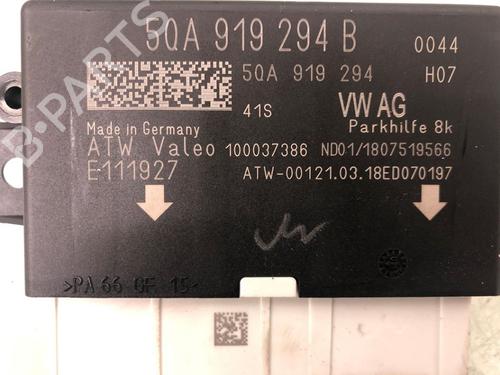 5QA 919 294 B 0044
5QA 919 294 H07
41S VW AG
Made in Germany Parkhilfe 8k
ATW Valeo 100037386 ND01/1807519566
E111927 ATW-00121.03.18ED070197
>PA 66 GF 15<
B-PARTS